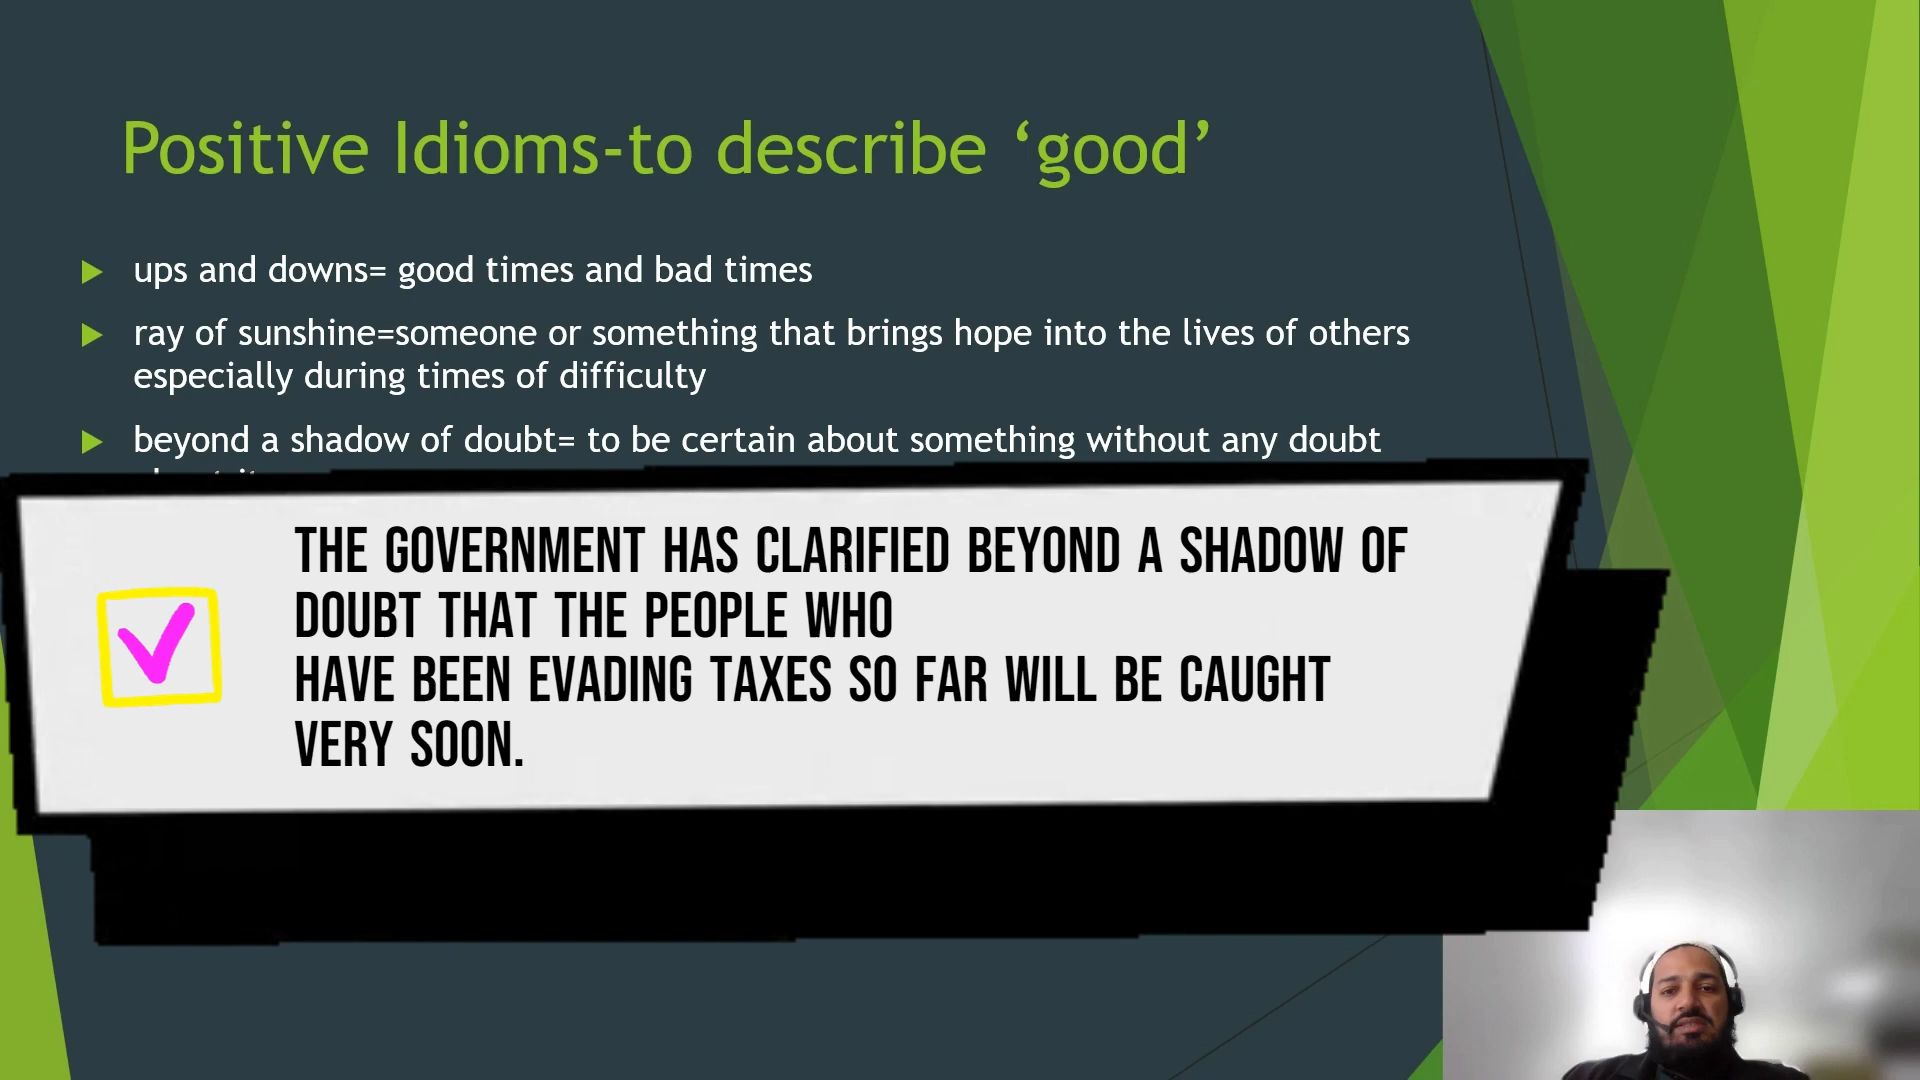 Positive Idioms-to describe ‘good’
ups and downs= good times and bad times
ray of sunshine=someone or something that brings hope into the lives of others
especially during times of difficulty
beyond a shadow of doubt= to be certain about something without any doubt
THE GOVERNMENT HAS CLARIFIED BEYOND A SHADOW OF
DOUBT THAT THE PEOPLE WHO
HAVE BEEN EVADING TAXES SO FAR WILL BE CAUGHT
VERY SOON.